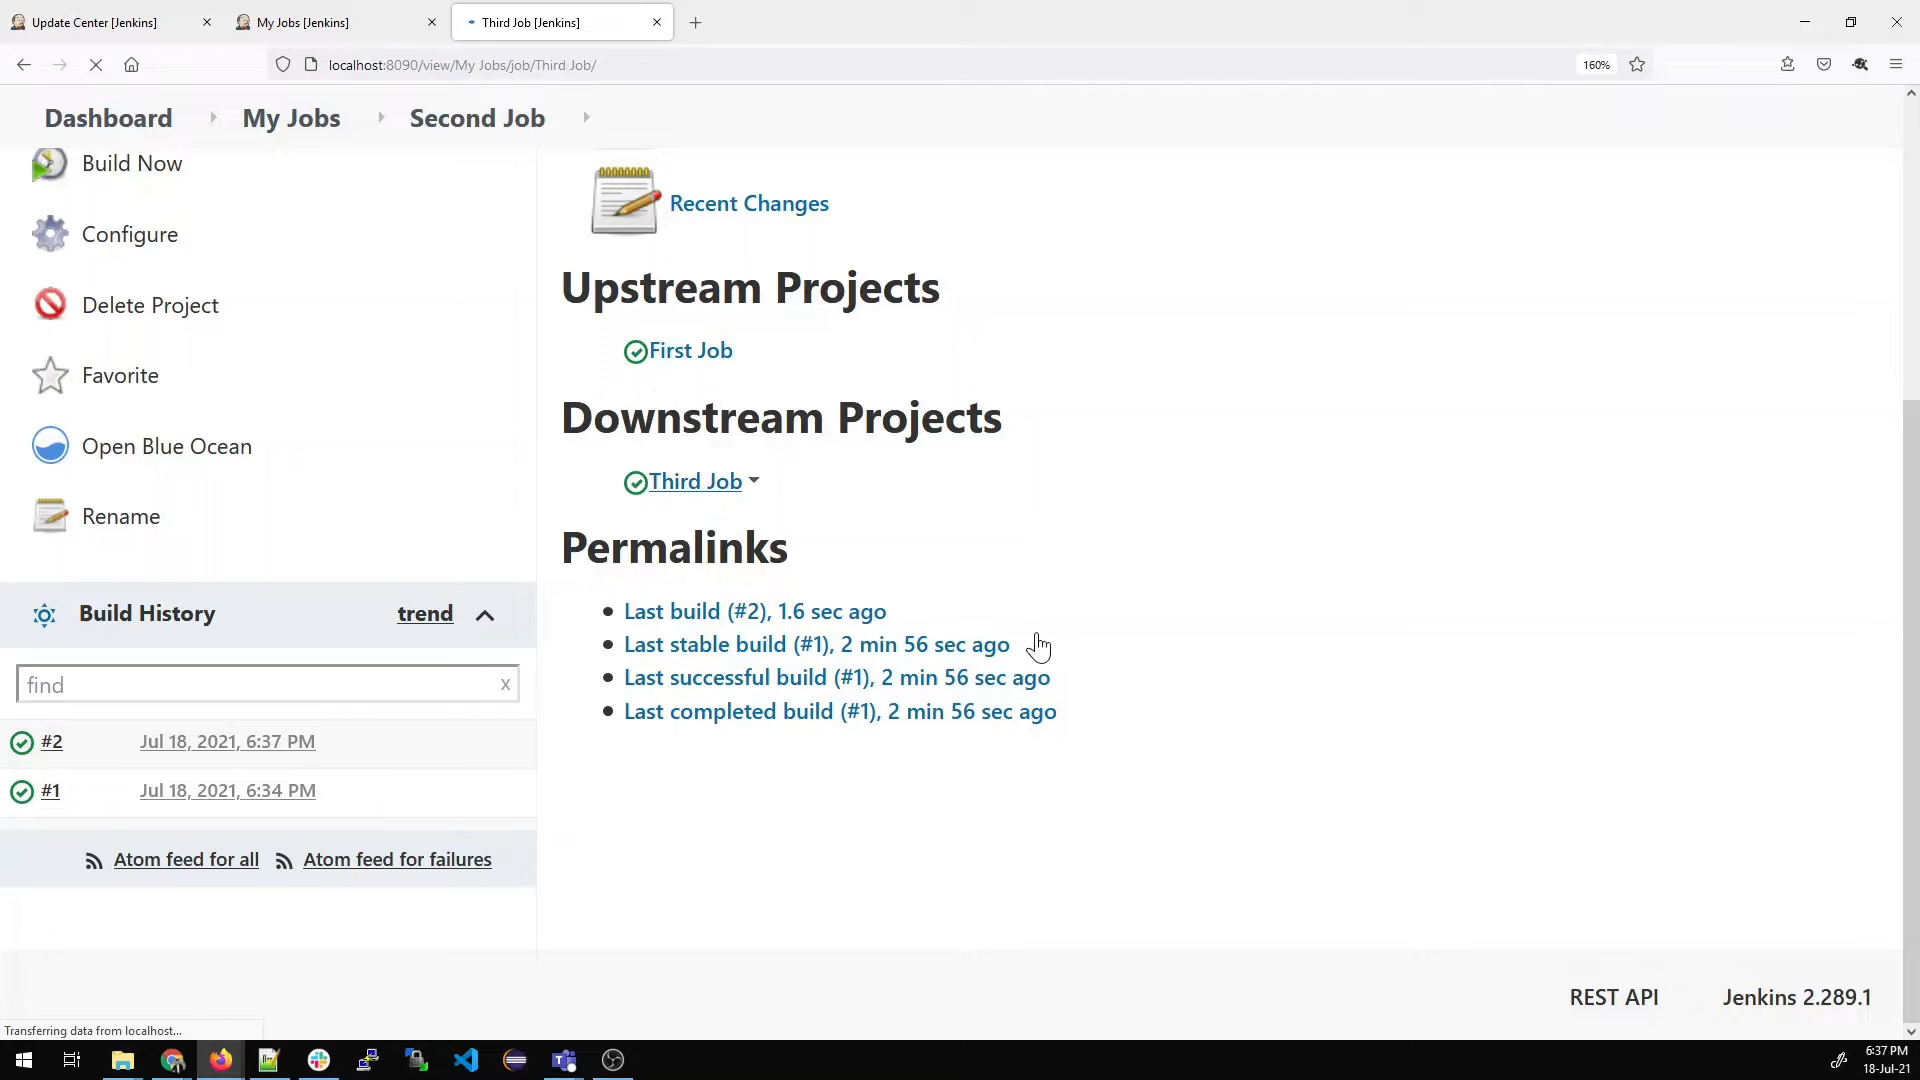 Update Center [Jenkins]
My Jobs [Jenkins]
Third Job [Jenkins]
localhost:8090/view/My Jobs/job/Third Job/
160%
Dashboard
My Jobs
Second Job
Build Now
Configure
Delete Project
Favorite
Open Blue Ocean
Rename
Build History
trend
find
x
#2 Jul 18, 2021, 6:37 PM
#1 Jul 18, 2021, 6:34 PM
Atom feed for all
Atom feed for failures
Recent Changes
Upstream Projects
First Job
Downstream Projects
Third Job
Permalinks
Last build (#2), 1.6 sec ago
Last stable build (#1), 2 min 56 sec ago
Last successful build (#1), 2 min 56 sec ago
Last completed build (#1), 2 min 56 sec ago
REST API
Jenkins 2.289.1
Transferring data from localhost...
6:37 PM
18-Jul-21